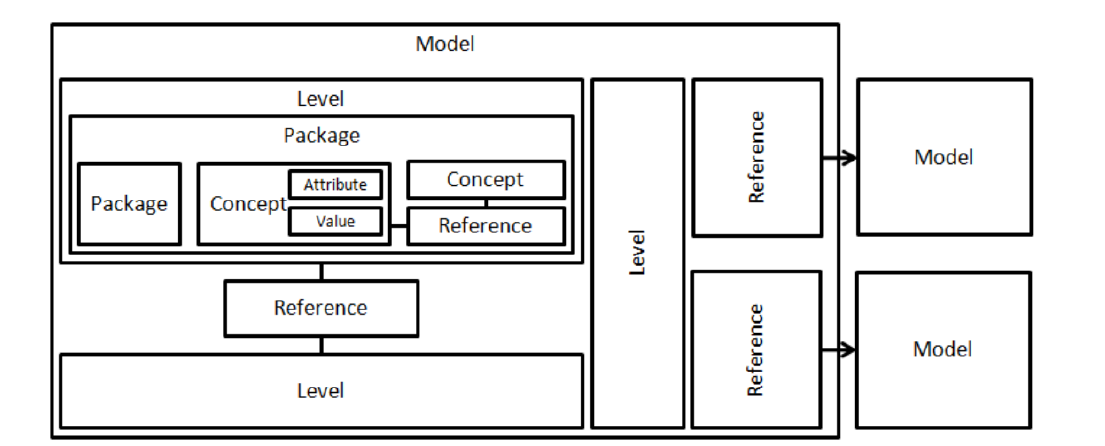 Model
Level
Package
Package
Concept
Attribute
Value
Concept
Reference
Reference
Level
Level
Reference
Reference
Model
Model